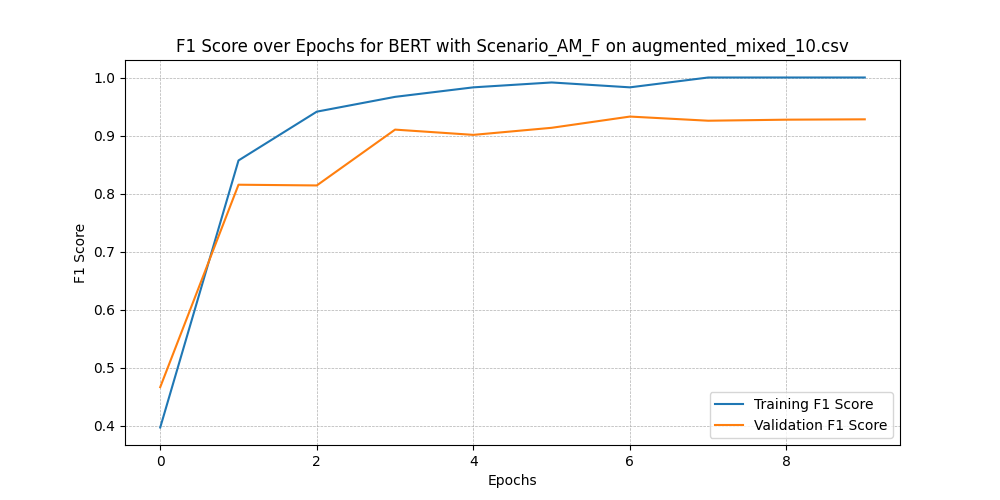 F1 Score over Epochs for BERT with Scenario_AM_F on augmented_mixed_10.csv
1.0
0.9
0.8
0.7
0.6
0.5
0.4
F1 Score
0 2 4 6 8
Epochs
Training F1 Score
Validation F1 Score